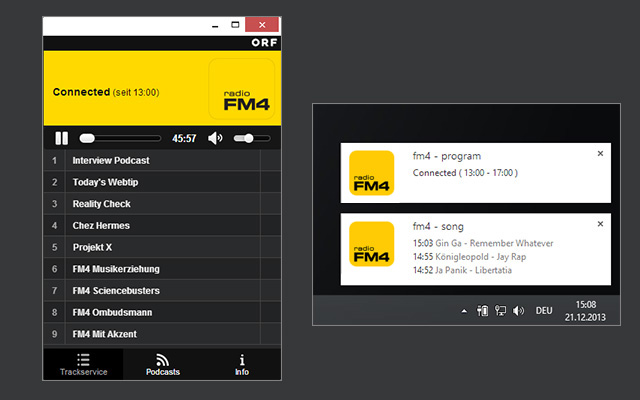 ORF
Connected (seit 13:00)
radio
FM4
45:57
1 Interview Podcast
2 Today's Webtip
3 Reality Check
4 Chez Hermes
5 Projekt X
6 FM4 Musikerziehung
7 FM4 Sciencebusters
8 FM4 Ombudsmann
9 FM4 Mit Akzent
Trackservice
Podcasts
Info
radio
FM4
fm4 - program
Connected ( 13:00 - 17:00 )
radio
FM4
fm4 - song
15:03 Gin Ga - Remember Whatever
14:55 Königleopold - Jay Rap
14:52 Ja Panik - Libertatia
DEU
15:08
21.12.2013